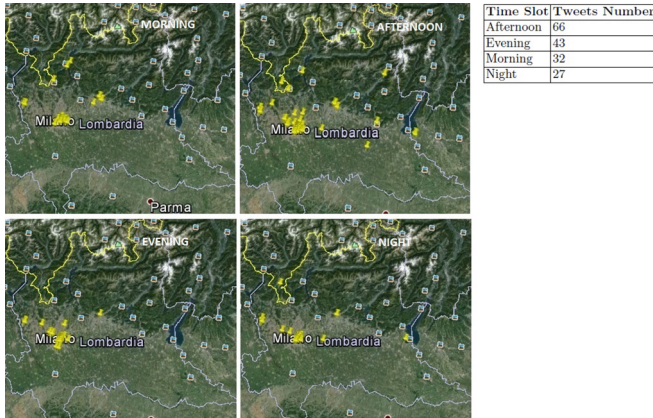 MORNING
Milano Lombardia
Parma
AFTERNOON
Milano Lombardia
EVENING
Milano Lombardia
NIGHT
Milano Lombardia
Time Slot Tweets Number
Afternoon 66
Evening 43
Morning 32
Night 27